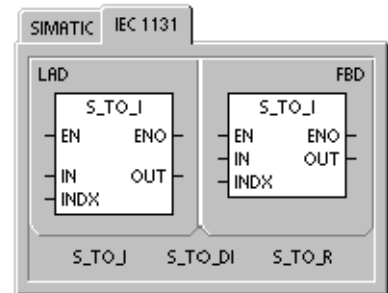 SIMATIC IEC 1131
LAD FBD
S_TO_I S_TO_I
EN ENO EN ENO
IN OUT IN OUT
INDX INDX
S_TO_I S_TO_DI S_TO_R